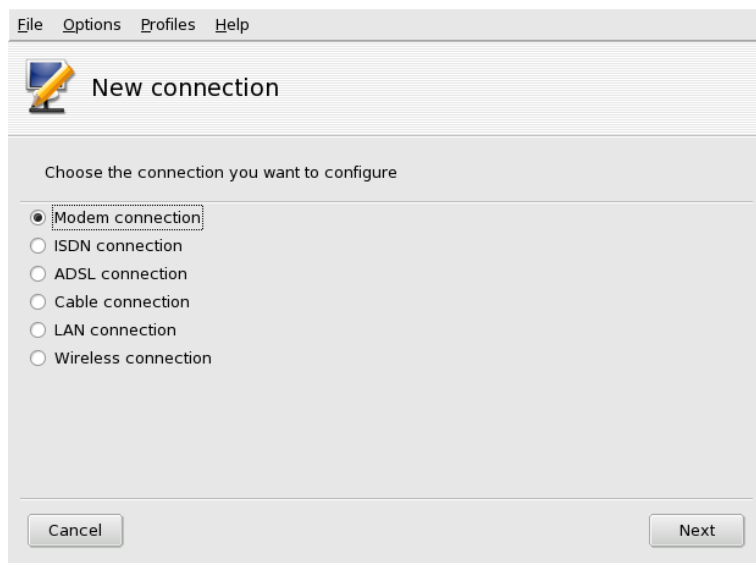 File Options Profiles Help
New connection
Choose the connection you want to configure
Modem connection
ISDN connection
ADSL connection
Cable connection
LAN connection
Wireless connection
Cancel Next